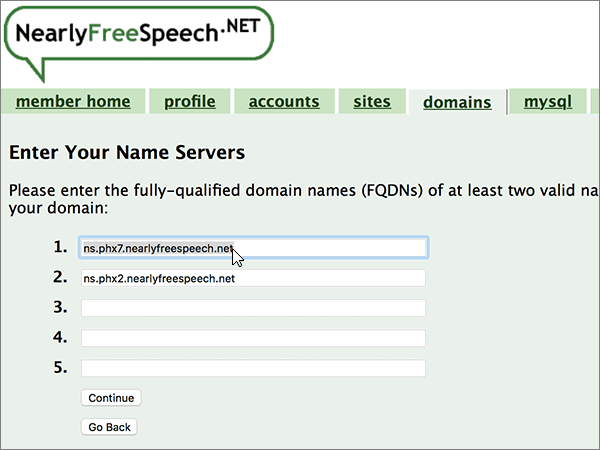 NearlyFreeSpeech.NET
member home profile accounts sites domains mysql
Enter Your Name Servers
Please enter the fully-qualified domain names (FQDNs) of at least two valid na
your domain:
1. ns.phx7.nearlyfreespeech.net
2. ns.phx2.nearlyfreespeech.net
3.
4.
5.
Continue
Go Back